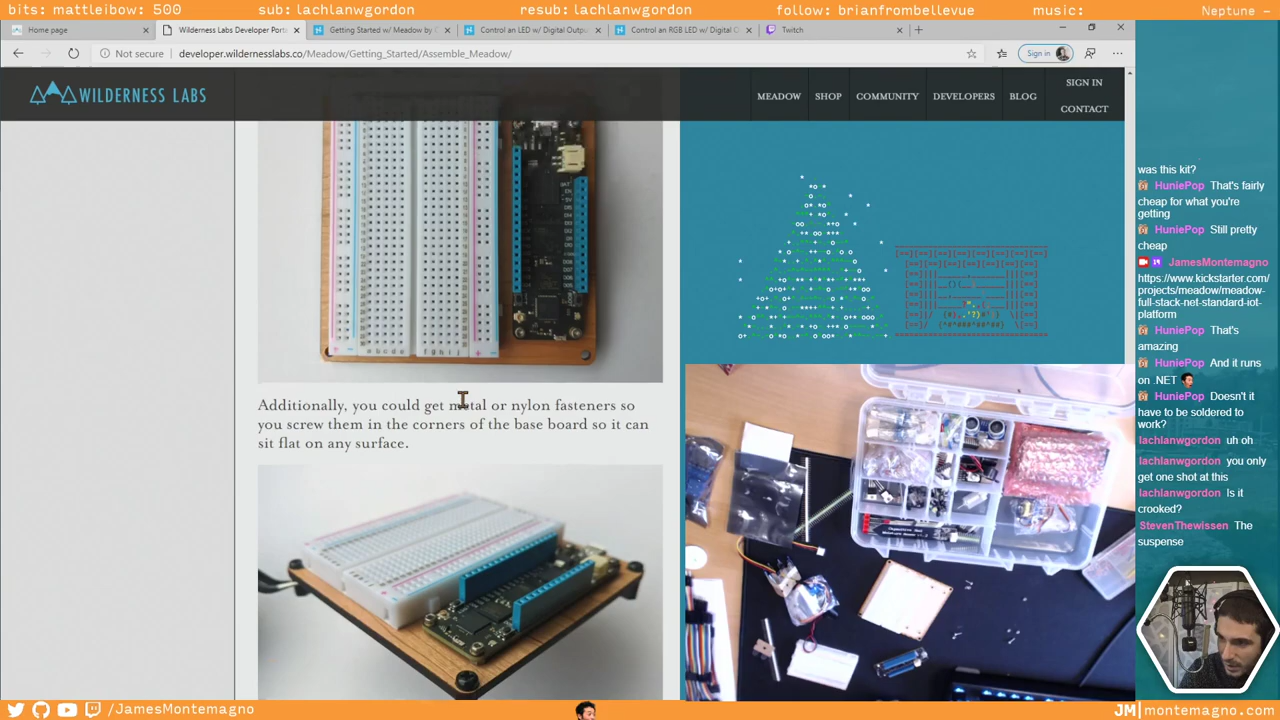 bits: mattleibow: 500
sub: lachlanwgordon
resub: lachlanwgordon
follow: brianfrombellevue
music:
Neptune -
Home page
Wilderness Labs Developer Port
Getting Started w/ Meadow by
Control an LED w/ Digital Outpu
Control an RGB LED w/ Digital O
Twitch
Not secure
developer.wildernesslabs.co/Meadow/Getting_Started/Assemble_Meadow/
Sign in
WILDERNESS LABS
MEADOW
SHOP
COMMUNITY
DEVELOPERS
BLOG
SIGN IN
CONTACT
Additionally, you could get metal or nylon fasteners so
you screw them in the corners of the base board so it can
sit flat on any surface.
was this kit?
HuniePop That's fairly
cheap for what you're
getting
HuniePop Still pretty
cheap
JamesMontemagno
https://www.kickstarter.com/
projects/meadow/meadow-
full-stack-net-standard-iot-
platform
HuniePop That's
amazing
HuniePop And it runs
on .NET
HuniePop Doesn't it
have to be soldered to
work?
lachlanwgordon uh oh
lachlanwgordon you only
get one shot at this
lachlanwgordon Is it
crooked?
StevenThewissen The
suspense
/JamesMontemagno
JM montemagno.com